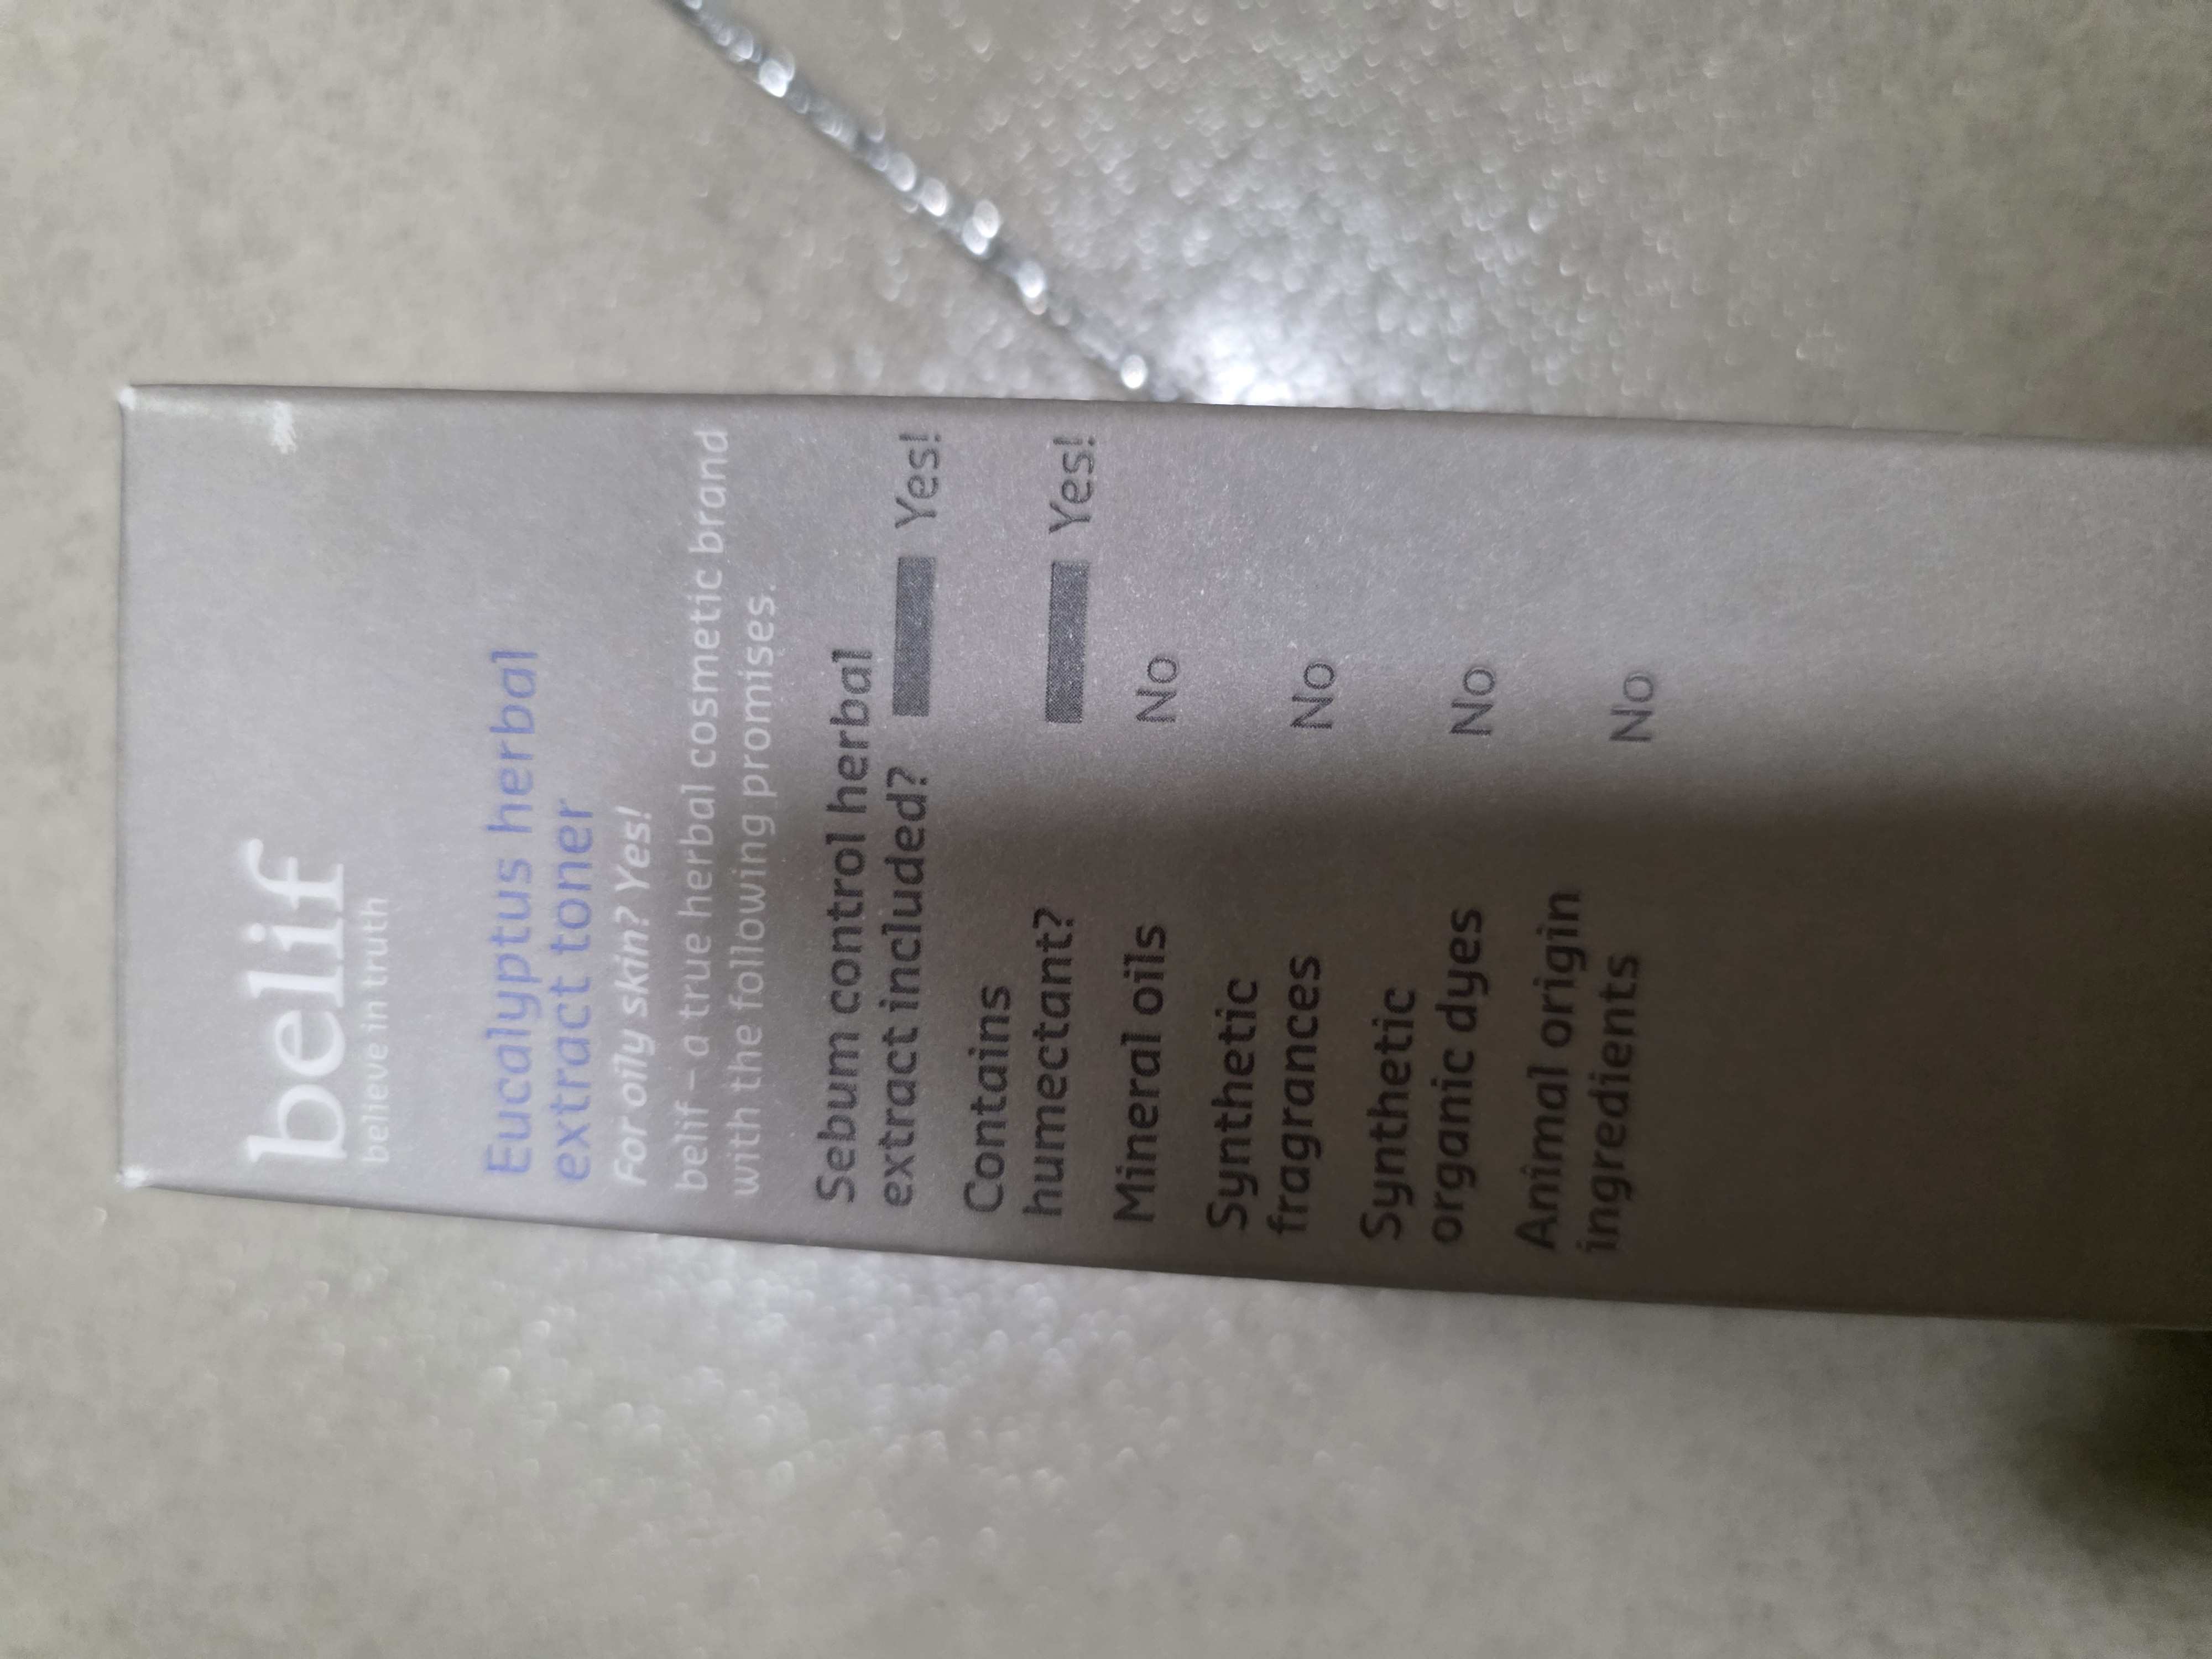 belif
believe in truth
Eucalyptus herbal
extract toner
For oily skin? Yes!
belif – a true herbal cosmetic brand
with the following promises.
Sebum control herbal
extract included? Yes!
Contains
humectant? Yes!
Mineral oils No
Synthetic
fragrances No
Synthetic
organic dyes No
Animal origin
ingredients No